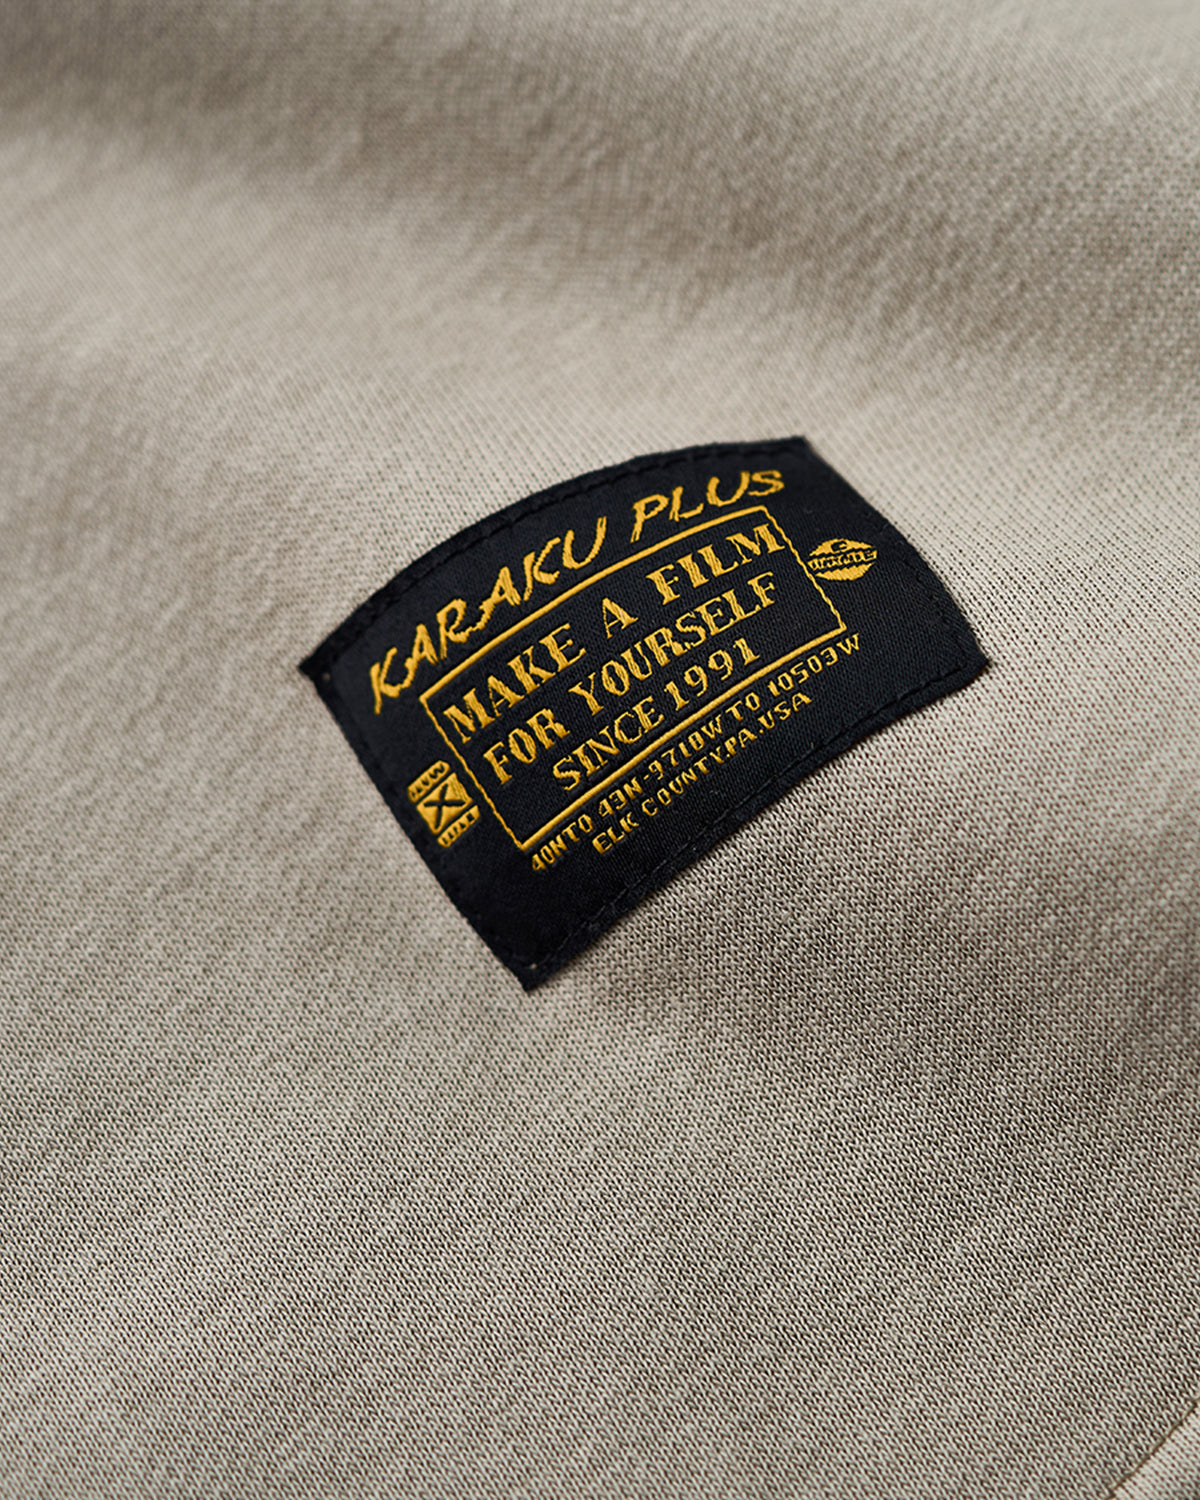 KARAKU PLUS
MAKE A FILM
FOR YOURSELF
SINCE 1991
40NTO 43N-9710WTO 10503W
ELK COUNTY.PA.USA